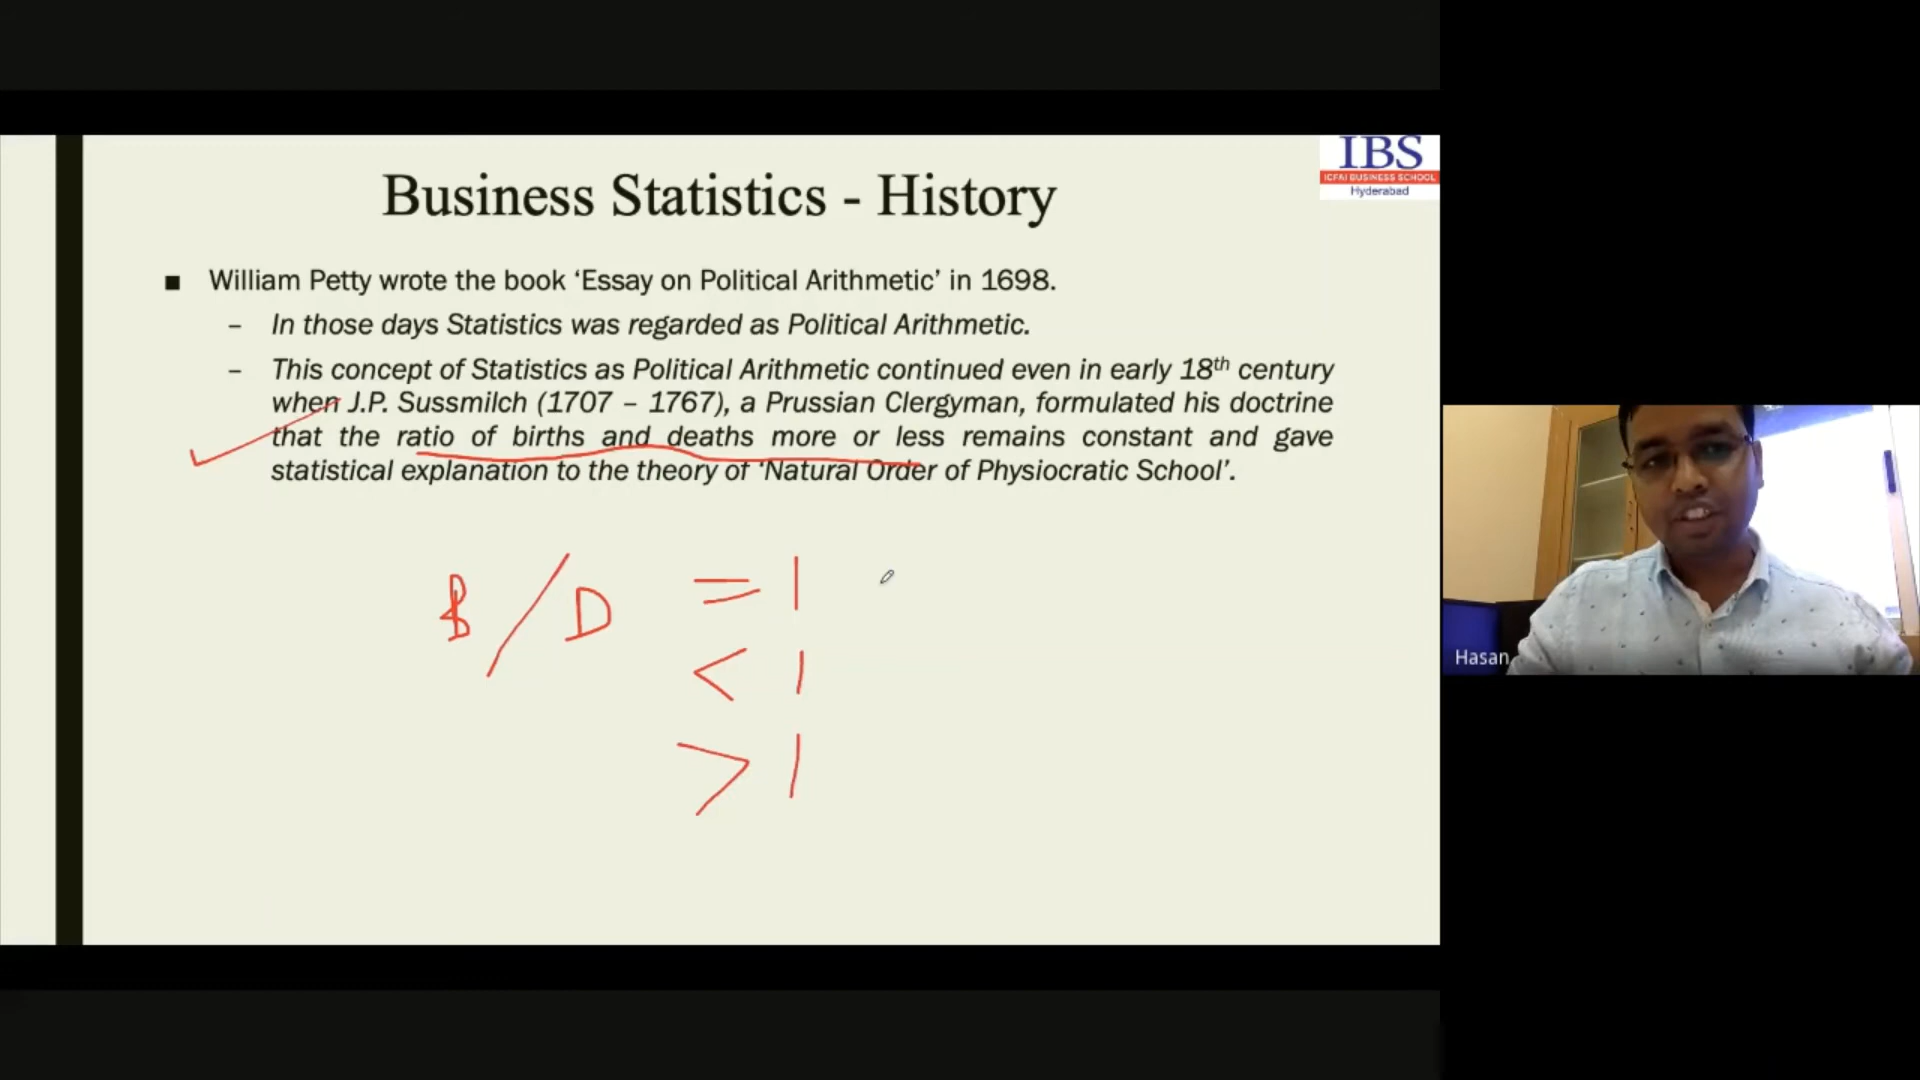 IBS
ICFAI BUSINESS SCHOOL
Hyderabad
Business Statistics - History
■ William Petty wrote the book ‘Essay on Political Arithmetic’ in 1698.
– In those days Statistics was regarded as Political Arithmetic.
– This concept of Statistics as Political Arithmetic continued even in early 18th century
when J.P. Sussmilch (1707 – 1767), a Prussian Clergyman, formulated his doctrine
that the ratio of births and deaths more or less remains constant and gave
statistical explanation to the theory of ‘Natural Order of Physiocratic School’.
B/D = 1
< 1
> 1
Hasan